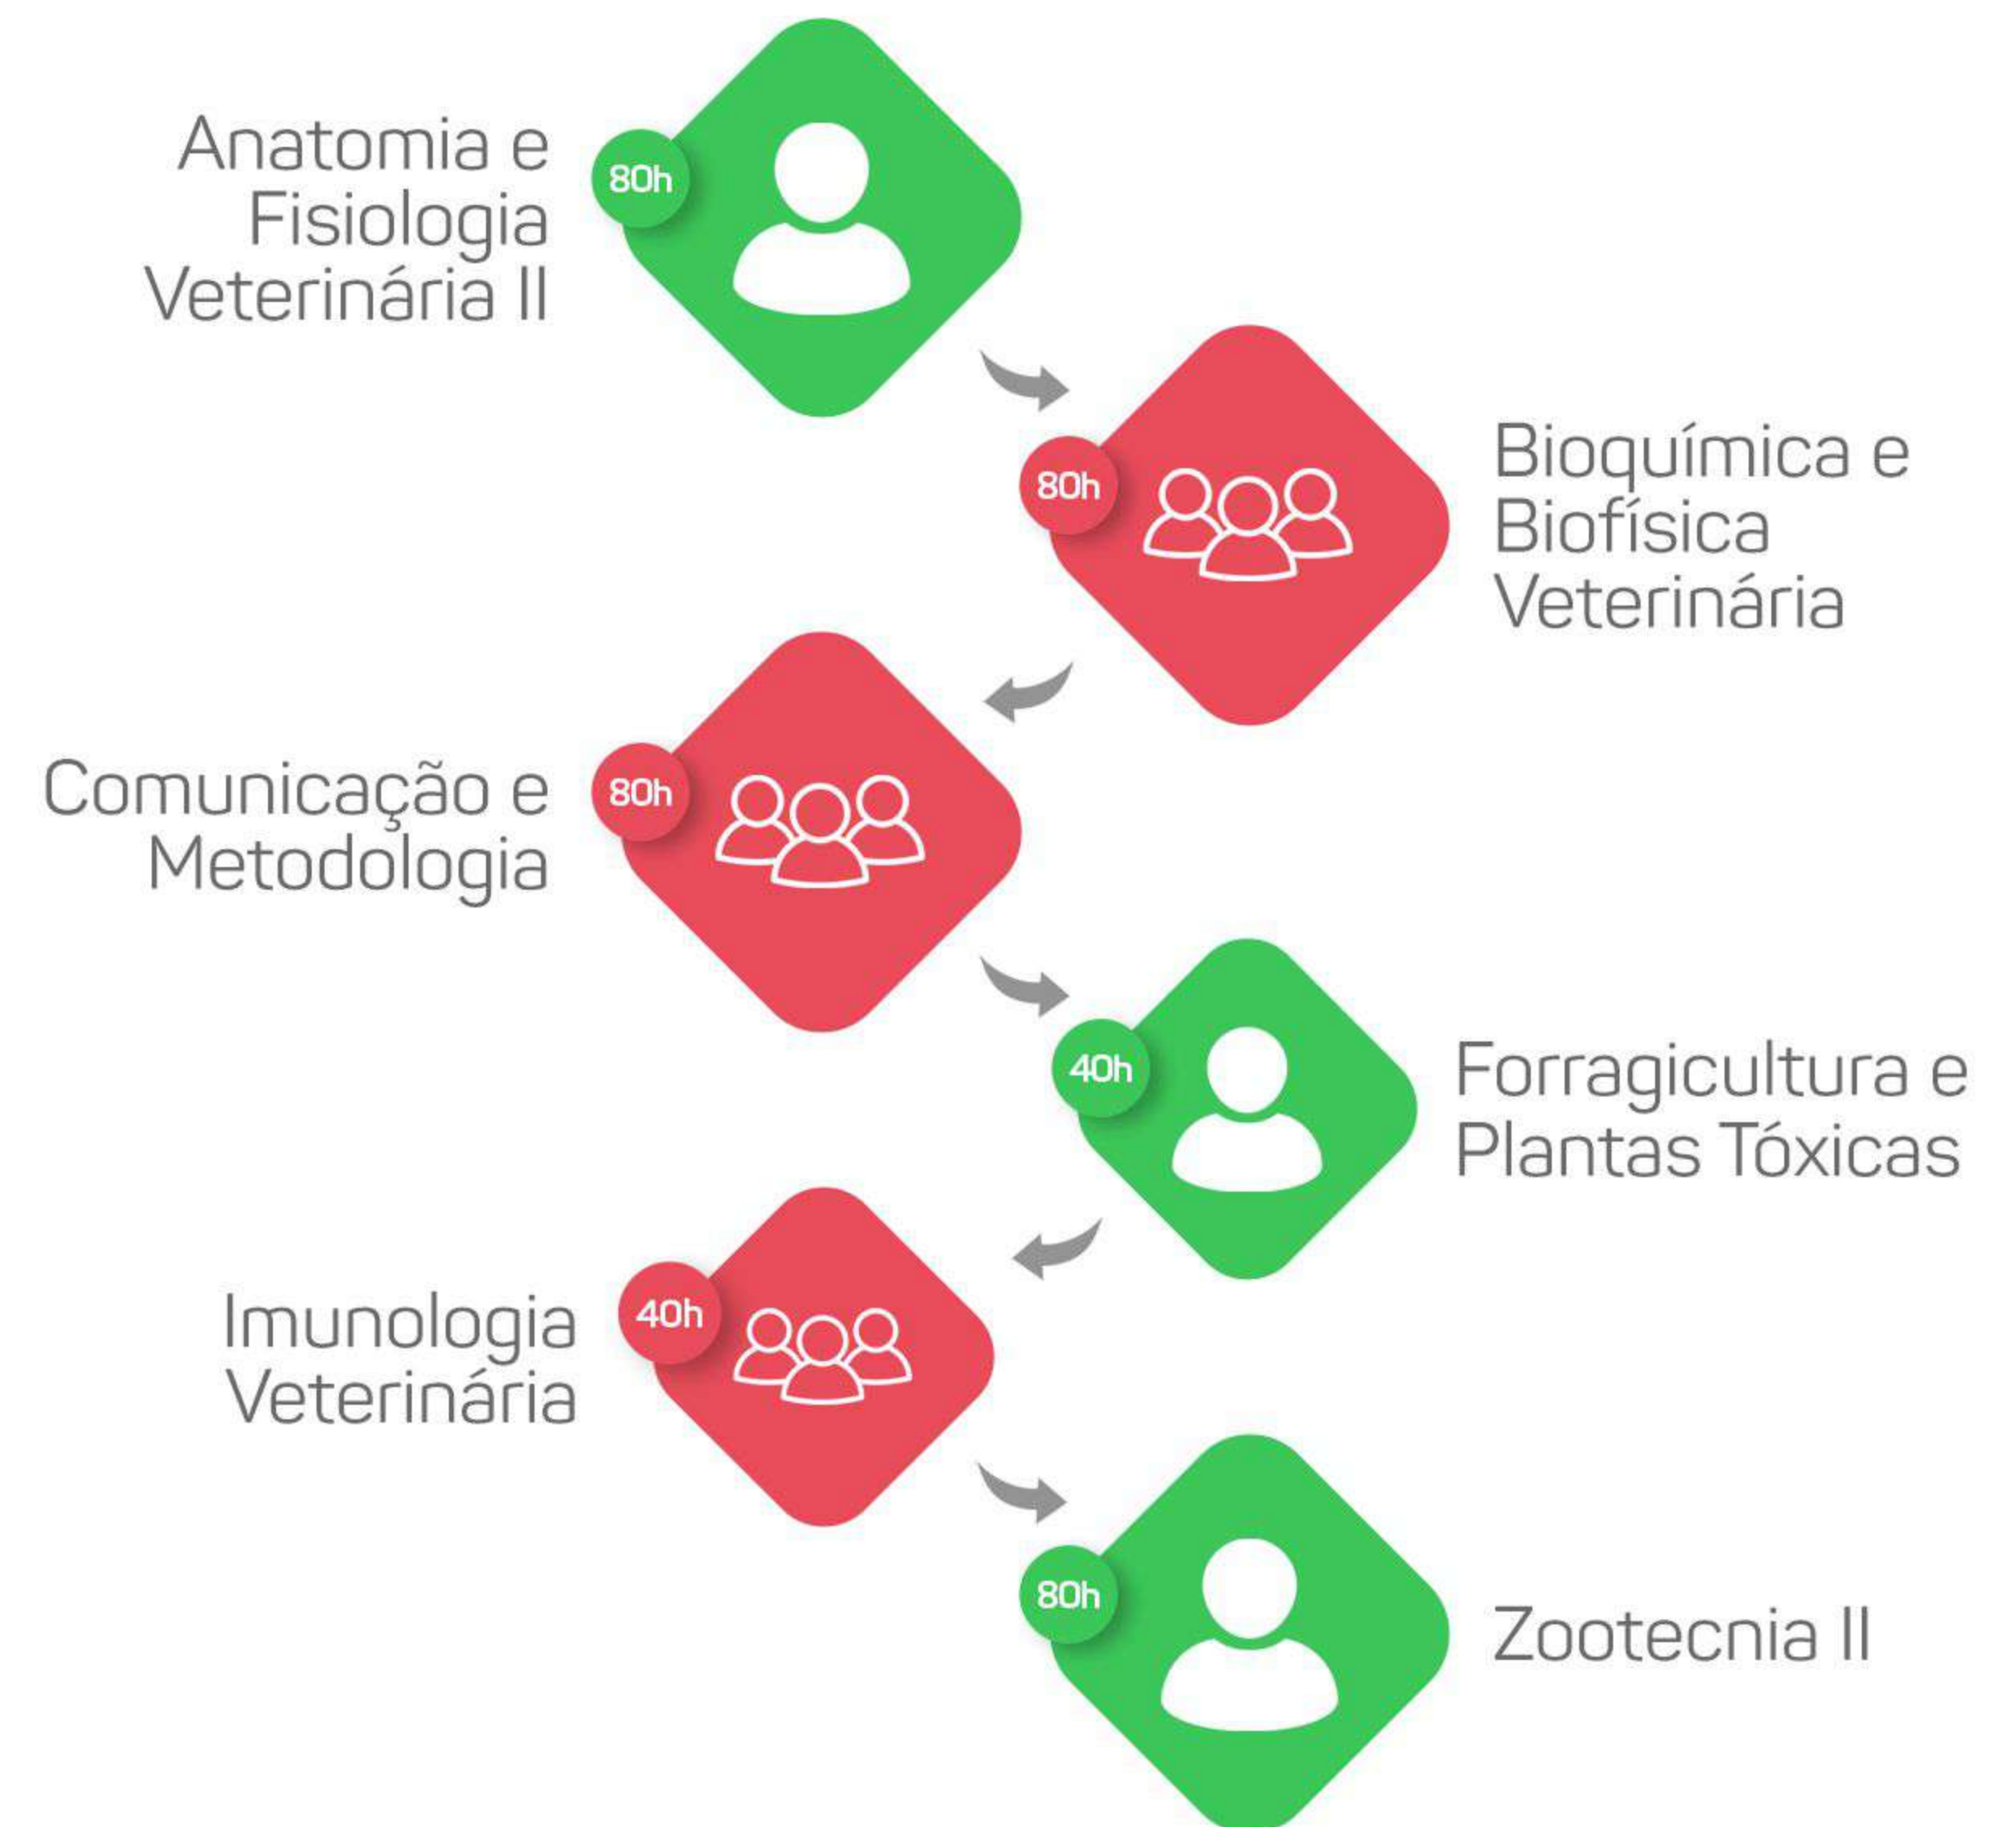 Anatomia e
Fisiologia
Veterinária II
80h
80h
Bioquímica e
Biofísica
Veterinária
Comunicação e
Metodologia
80h
40h
Forragicultura e
Plantas Tóxicas
Imunologia
Veterinária
40h
80h
Zootecnia II